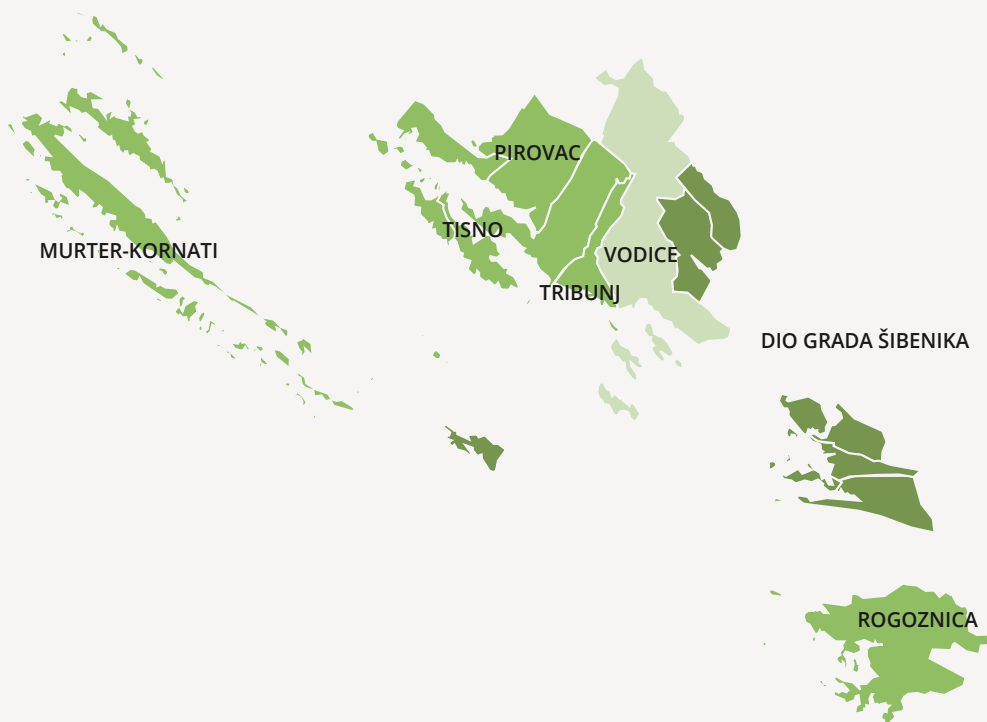 PIROVAC
TISNO
MURTER-KORNATI
VODICE
TRIBUNJ
DIO GRADA ŠIBENIKA
ROGOZNICA